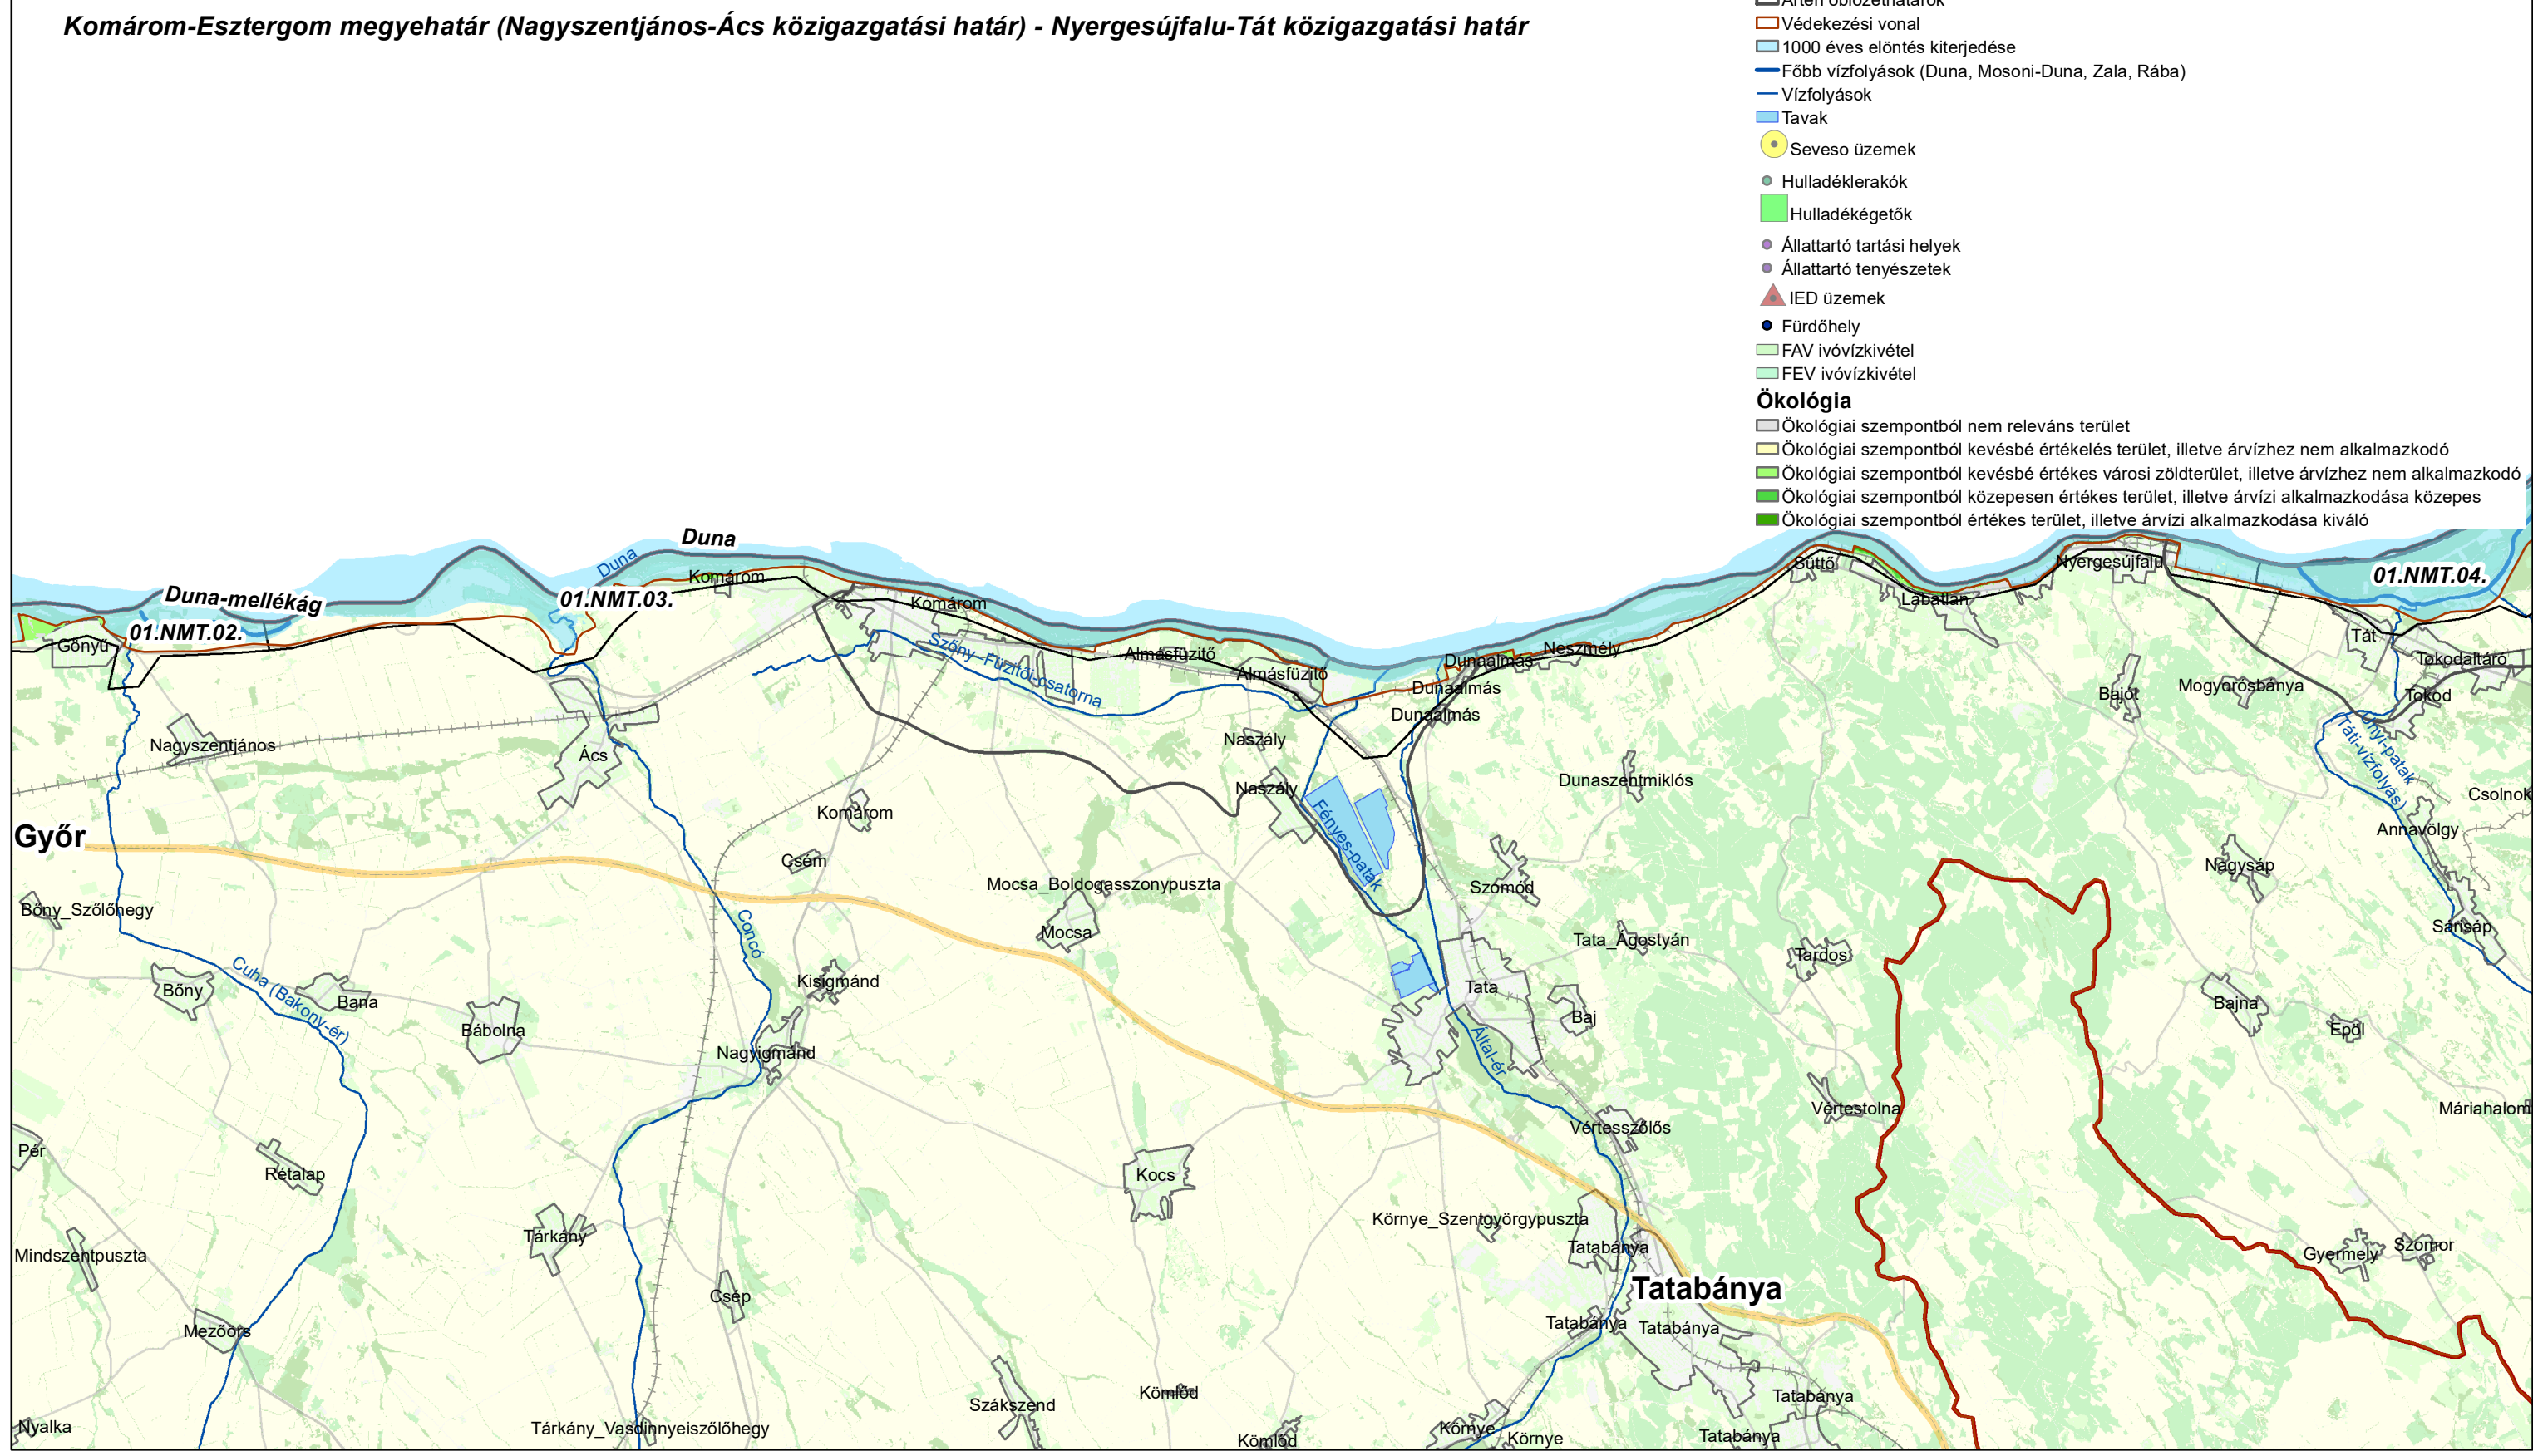 Komárom-Esztergom megyehatár (Nagyszentjános-Ács közigazgatási határ) - Nyergesújfalu-Tát közigazgatási határ
Ártéri öblözethatárok
Védekezési vonal
1000 éves elöntés kiterjedése
Főbb vízfolyások (Duna, Mosoni-Duna, Zala, Rába)
Vízfolyások
Tavak
Seveso üzemek
Hulladéklerakók
Hulladékégetők
Állattartó tartási helyek
Állattartó tenyészetek
IED üzemek
Fürdőhely
FAV ivóvízkivétel
FEV ivóvízkivétel
Ökológia
Ökológiai szempontból nem releváns terület
Ökológiai szempontból kevésbé értékelés terület, illetve árvízhez nem alkalmazkodó
Ökológiai szempontból kevésbé értékes városi zöldterület, illetve árvízhez nem alkalmazkodó
Ökológiai szempontból közepesen értékes terület, illetve árvízi alkalmazkodása közepes
Ökológiai szempontból értékes terület, illetve árvízi alkalmazkodása kiváló
Duna
Duna
Komárom
Duna-mellékág
01.NMT.03.
Komárom
Süttő
Nyergesújfalu
01.NMT.04.
Lábatlan
Gönyű
01.NMT.02.
Szőny-Füzitői-csatorna
Almásfüzitő
Almásfüzitő
Dunaalmás
Neszmély
Dunaalmás
Dunaalmás
Tát
Tokodaltáró
Tokod
Bajót
Mogyorósbánya
Nagyszentjános
Ács
Naszály
Naszály
Dunaszentmiklós
Únyi-patak
(Táti-vízfolyás)
Csolnok
Annavölgy
Győr
Komárom
Fényes-patak
Csém
Mocsa_Boldogasszonypuszta
Szomód
Nagysáp
Bőny_Szőlőhegy
Concó
Mocsa
Tata_Ágostyán
Tardos
Sárisáp
Cuha (Bakony-ér)
Bőny
Bana
Kisigmánd
Tata
Baj
Bajna
Epöl
Bábolna
Nagyigmánd
Által-ér
Vértesszőlős
Vértestolna
Máriahalom
Pér
Rétalap
Kocs
Tárkány
Környe_Szentgyörgypuszta
Tatabánya
Mindszentpuszta
Gyermely
Szomor
Csép
Tatabánya
Mezőörs
Tatabánya
Tatabánya
Kömlőd
Tatabánya
Szákszend
Nyalka
Tárkány_Vasdinnyeiszőlőhegy
Kömlőd
Környe
Környe
Tatabánya